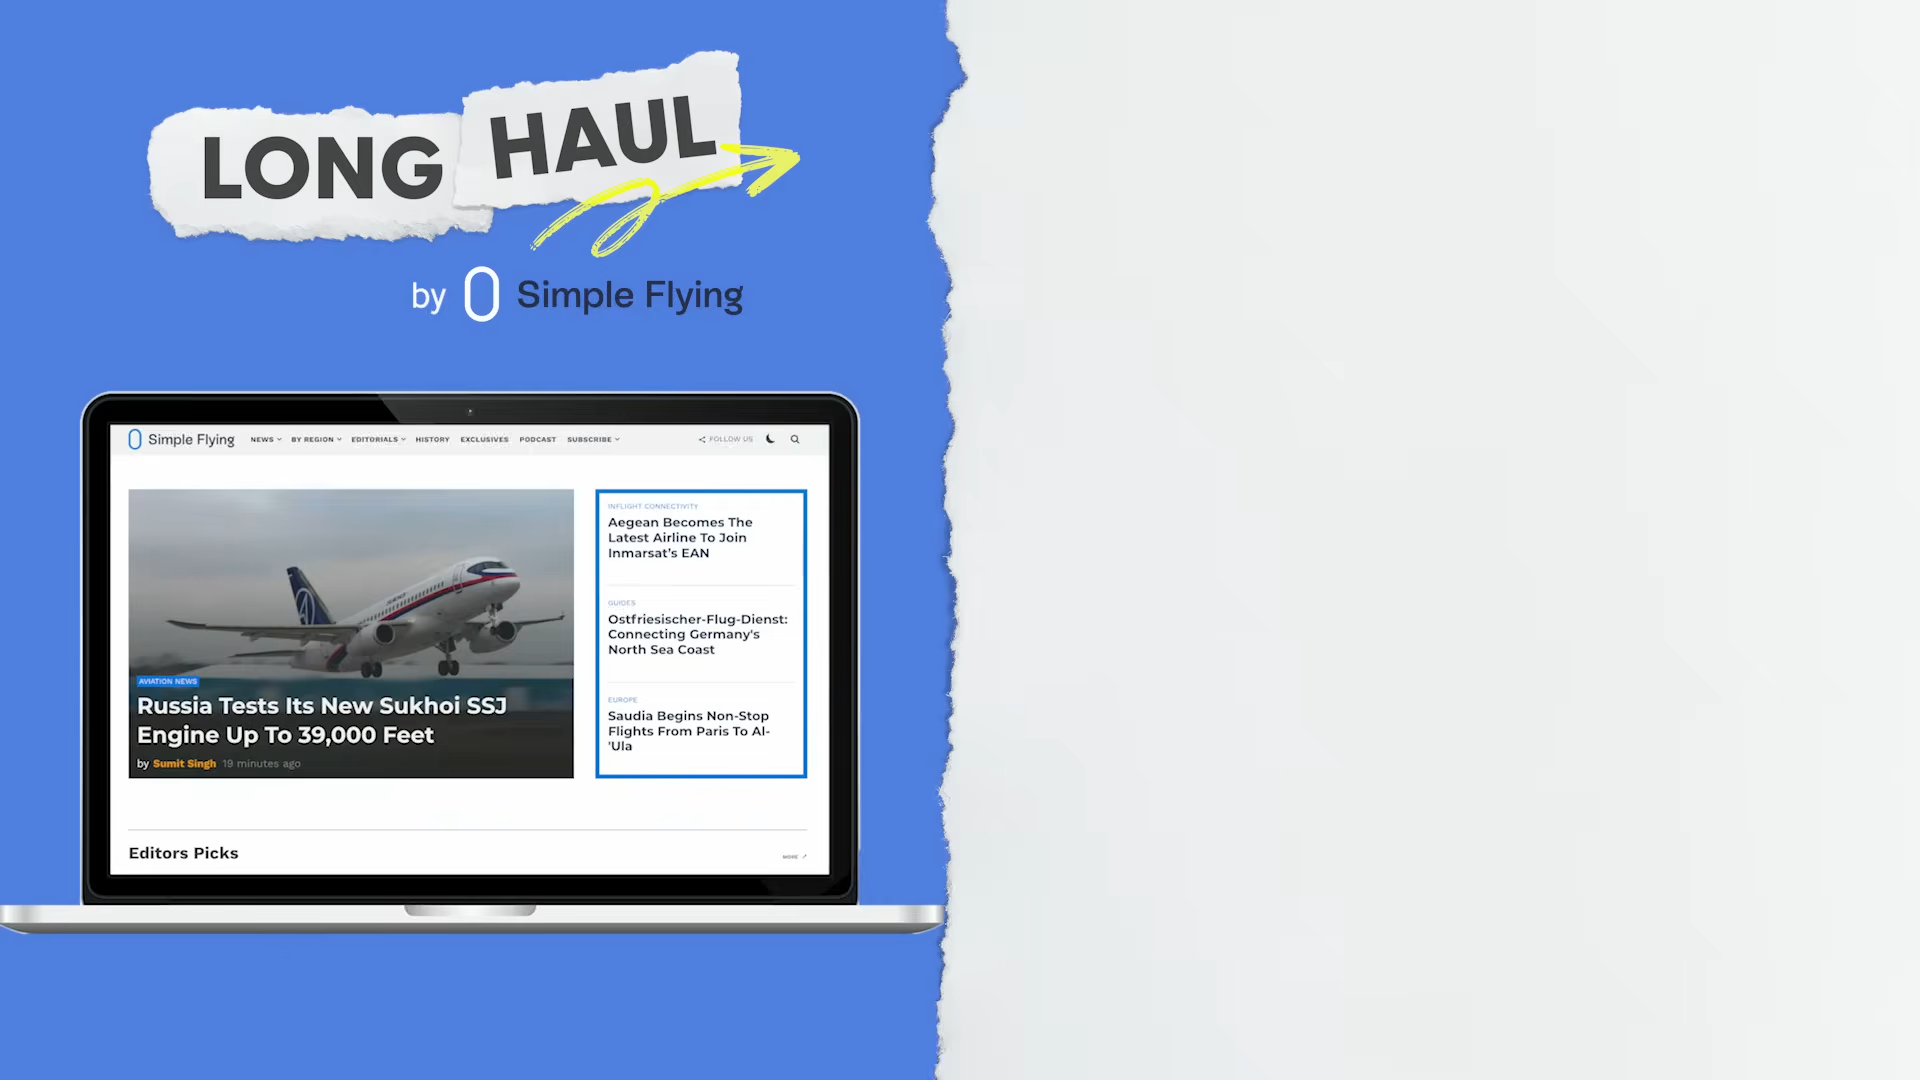 LONG HAUL
by Simple Flying
Simple Flying NEWS BY REGION EDITORIALS HISTORY EXCLUSIVES PODCAST SUBSCRIBE FOLLOW US
AVIATION NEWS
Russia Tests Its New Sukhoi SSJ
Engine Up To 39,000 Feet
by Sumit Singh 19 minutes ago
INFLIGHT CONNECTIVITY
Aegean Becomes The
Latest Airline To Join
Inmarsat's EAN
GUIDES
Ostfriesischer-Flug-Dienst:
Connecting Germany's
North Sea Coast
EUROPE
Saudia Begins Non-Stop
Flights From Paris To Al-
'Ula
Editors Picks
MORE